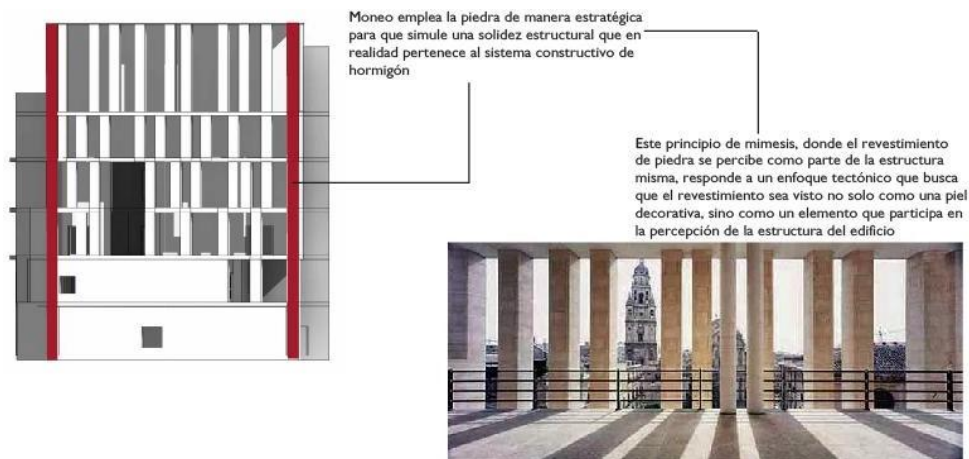 Moneo emplea la piedra de manera estratégica
para que simule una solidez estructural que en
realidad pertenece al sistema constructivo de
hormigón
Este principio de mimesis, donde el revestimiento
de piedra se percibe como parte de la estructura
misma, responde a un enfoque tectónico que busca
que el revestimiento sea visto no solo como una piel
decorativa, sino como un elemento que participa en
la percepción de la estructura del edificio